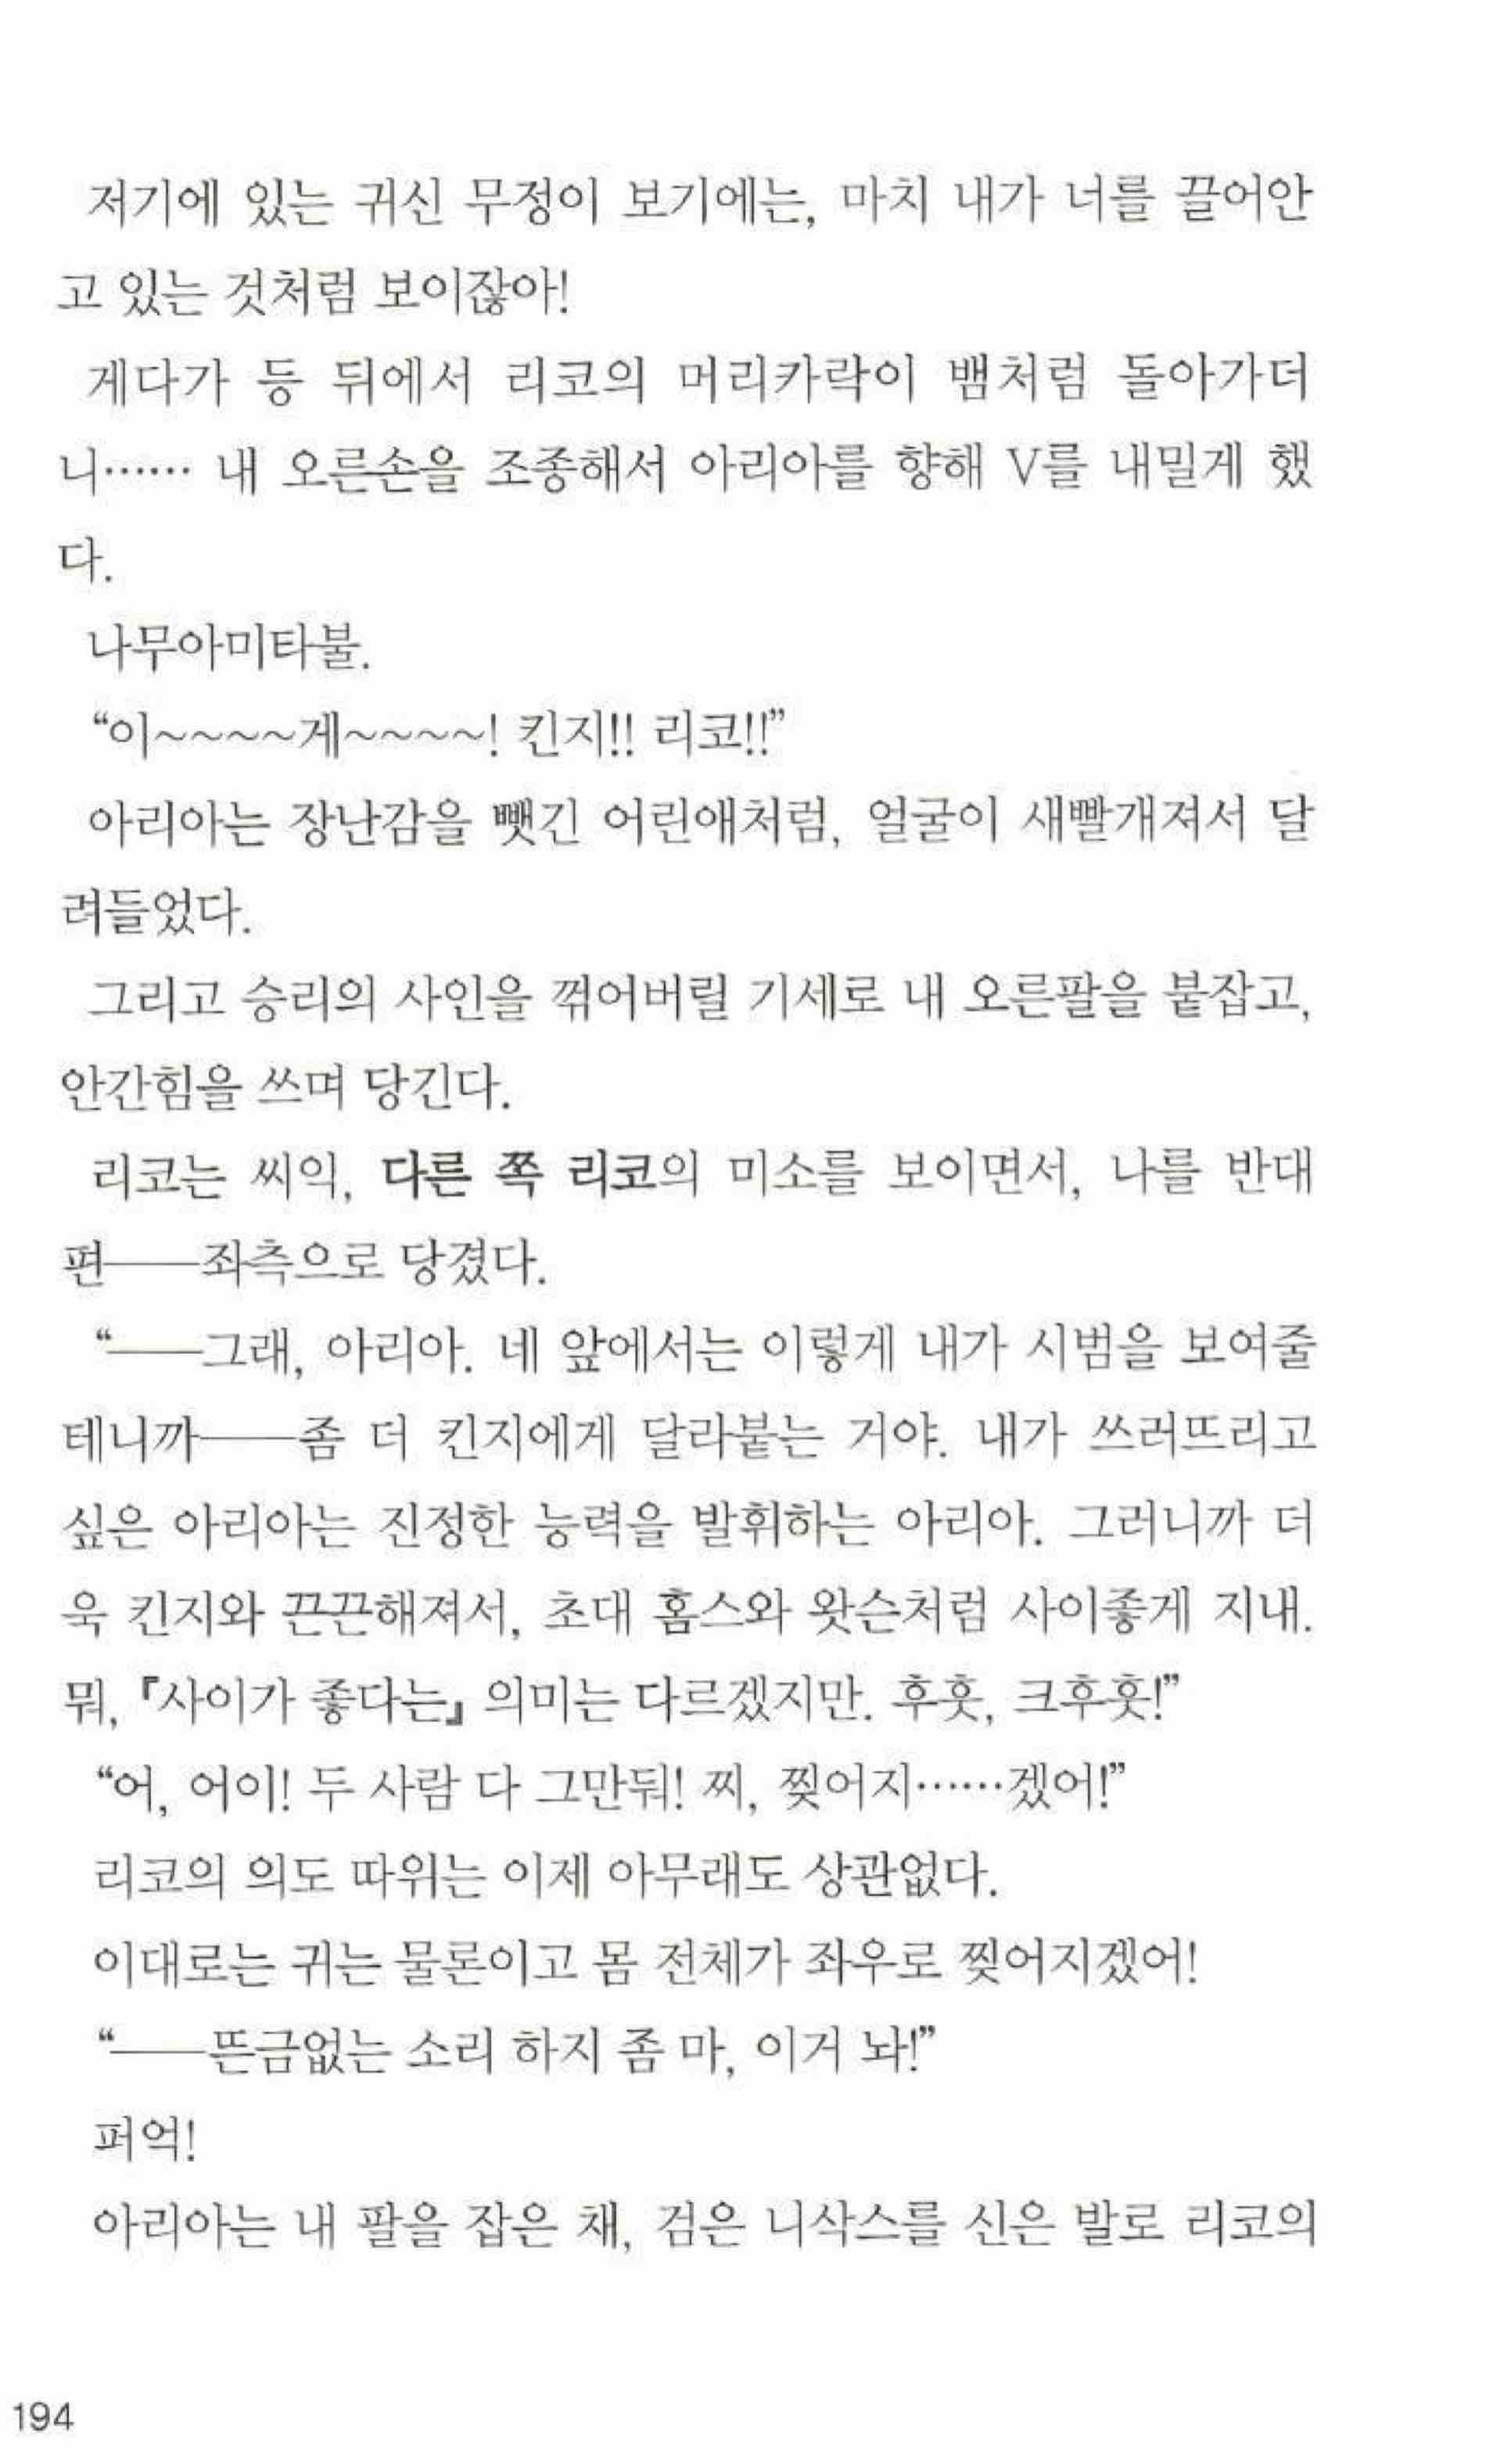 저기에 있는 귀신 무정이 보기에는, 마치 내가 너를 끌어안
고 있는 것처럼 보이잖아!
게다가 등 뒤에서 리코의 머리카락이 뱀처럼 돌아가더
니…… 내 오른손을 조종해서 아리아를 향해 V를 내밀게 했
다.
나무아미타불.
“이~~~~게~~~~! 킨지!! 리코!!”
아리아는 장난감을 뺏긴 어린애처럼, 얼굴이 새빨개져서 달
려들었다.
그리고 승리의 사인을 꺾어버릴 기세로 내 오른팔을 붙잡고,
안간힘을 쓰며 당긴다.
리코는 씨익, 다른 쪽 리코의 미소를 보이면서, 나를 반대
편――좌측으로 당겼다.
“――그래, 아리아. 네 앞에서는 이렇게 내가 시범을 보여줄
테니까――좀 더 킨지에게 달라붙는 거야. 내가 쓰러뜨리고
싶은 아리아는 진정한 능력을 발휘하는 아리아. 그러니까 더
욱 킨지와 끈끈해져서, 초대 홈스와 왓슨처럼 사이좋게 지내.
뭐, 『사이가 좋다는』 의미는 다르겠지만. 후훗, 크후훗!”
“어, 어이! 두 사람 다 그만둬! 찌, 찢어지……겠어!”
리코의 의도 따위는 이제 아무래도 상관없다.
이대로는 귀는 물론이고 몸 전체가 좌우로 찢어지겠어!
“――뜬금없는 소리 하지 좀 마, 이거 놔!”
퍼억!
아리아는 내 팔을 잡은 채, 검은 니삭스를 신은 발로 리코의
194